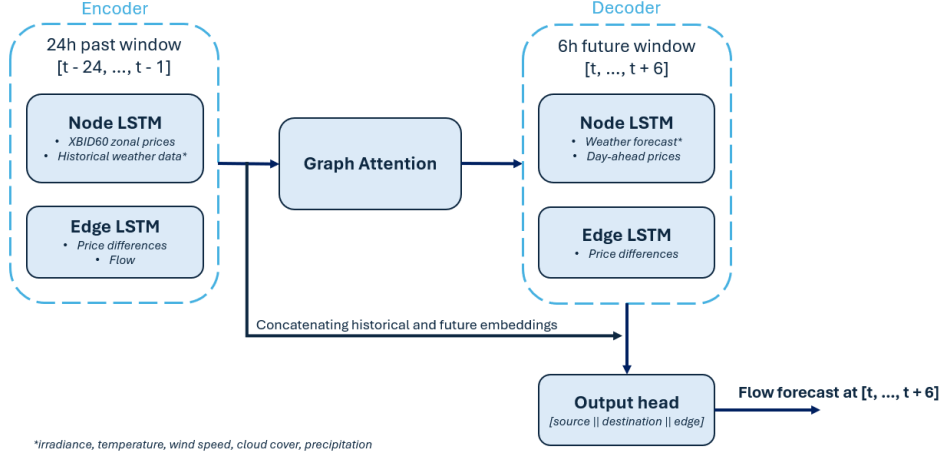 Encoder
24h past window
[t - 24, ..., t - 1]
Node LSTM
• XBID60 zonal prices
• Historical weather data*
Edge LSTM
• Price differences
• Flow
Graph Attention
Decoder
6h future window
[t, ..., t + 6]
Node LSTM
• Weather forecast*
• Day-ahead prices
Edge LSTM
• Price differences
Concatenating historical and future embeddings
Output head
[source || destination || edge]
Flow forecast at [t, ..., t + 6]
*irradiance, temperature, wind speed, cloud cover, precipitation